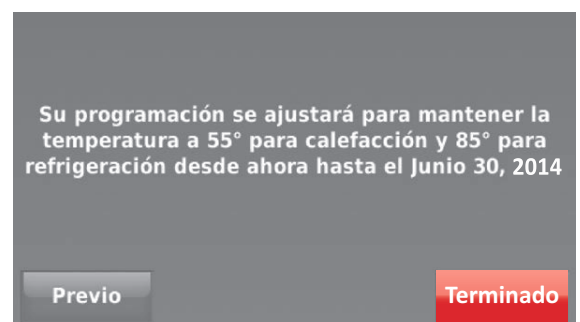 Su programación se ajustará para mantener la
temperatura a 55° para calefacción y 85° para
refrigeración desde ahora hasta el Junio 30, 2014
Previo
Terminado